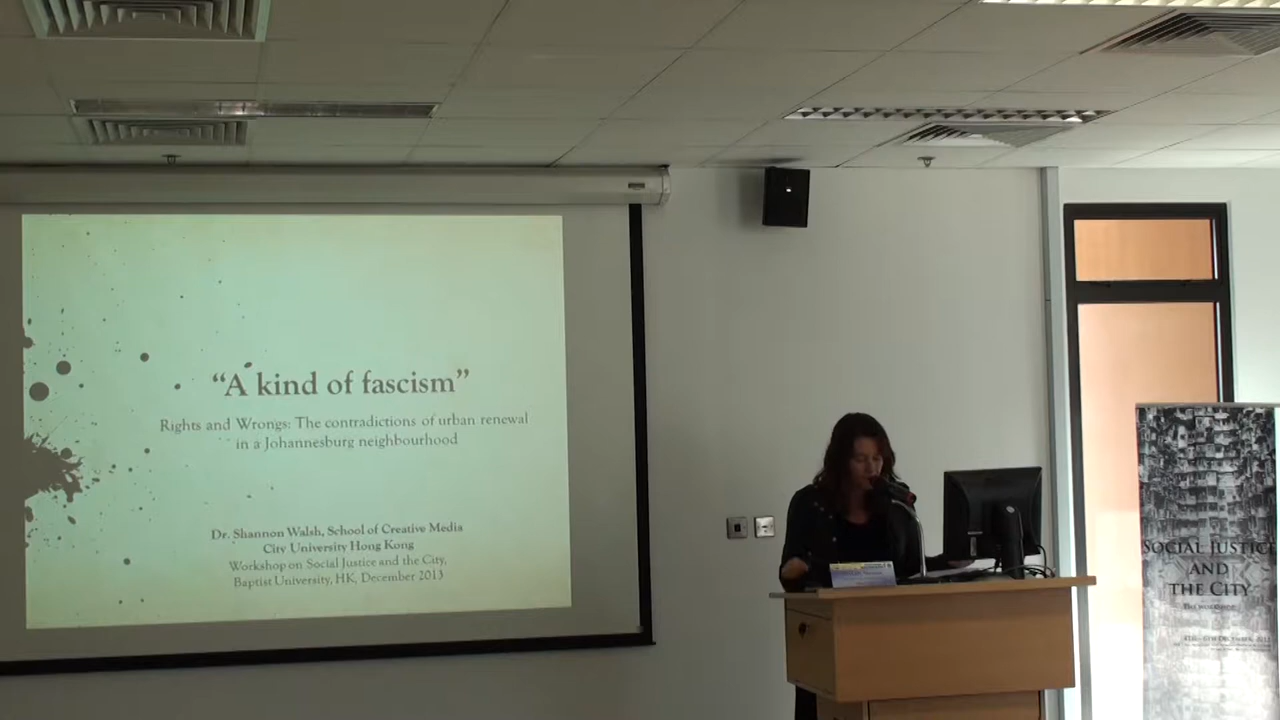 “A kind of fascism”
Rights and Wrongs: The contradictions of urban renewal
in a Johannesburg neighbourhood
Dr. Shannon Walsh, School of Creative Media
City University Hong Kong
Workshop on Social Justice and the City,
Baptist University, HK, December 2013
SOCIAL JUSTICE
AND
THE CITY